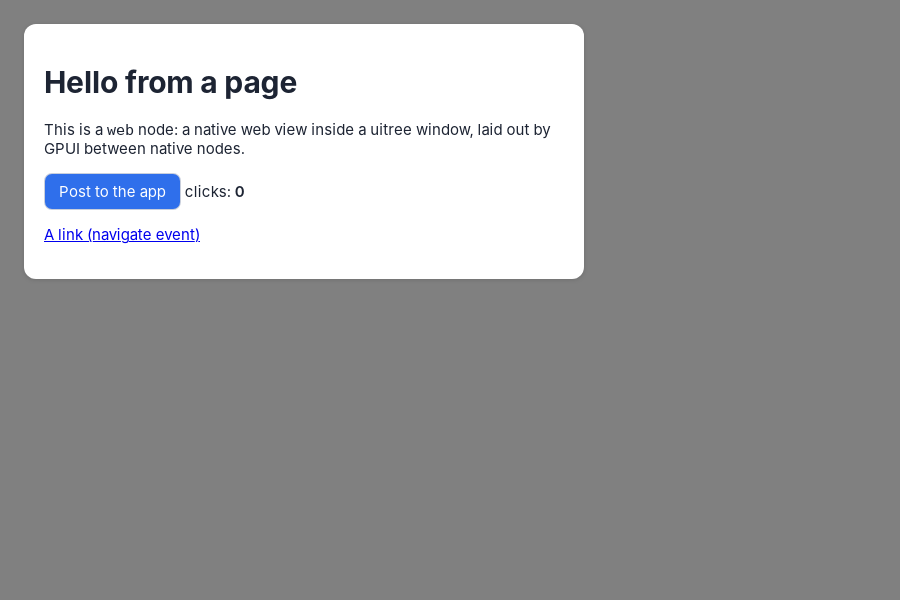 Hello from a page
This is a web node: a native web view inside a uitree window, laid out by
GPUI between native nodes.
Post to the app clicks: 0
A link (navigate event)